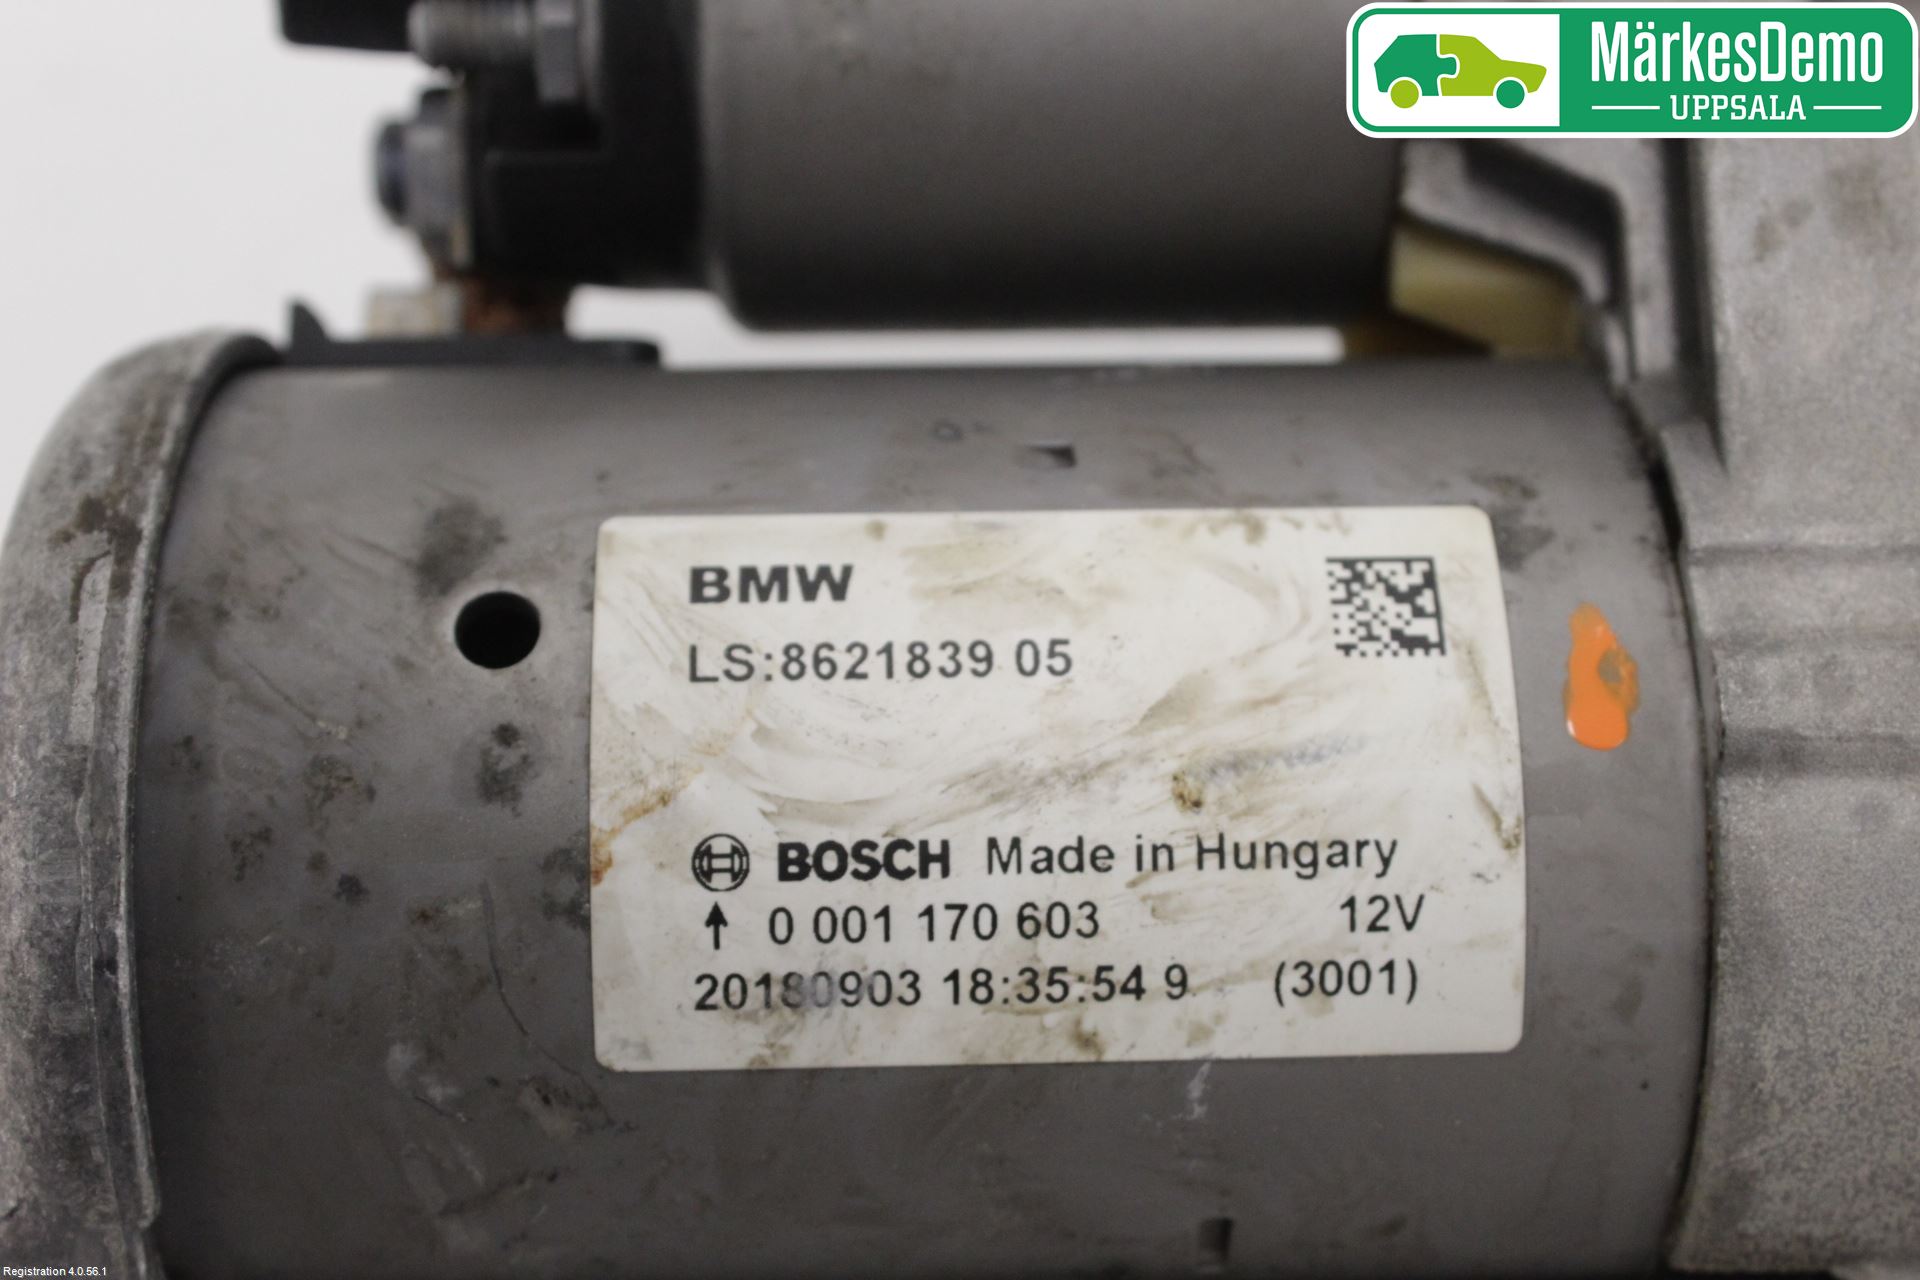 MärkesDemo
UPPSALA
BMW
LS:8621839 05
BOSCH Made in Hungary
0 001 170 603 12V
20180903 18:35:54 9 (3001)
Registration 4.0.56.1